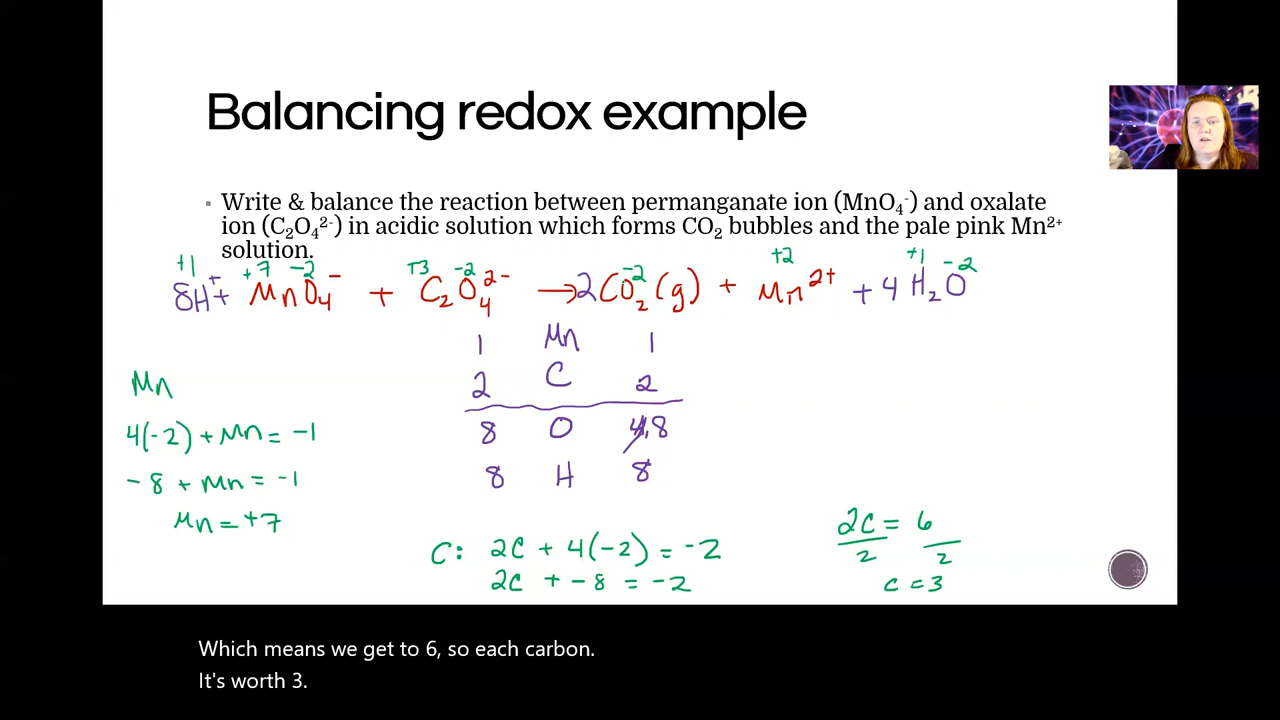 Balancing redox example
▪ Write & balance the reaction between permanganate ion (MnO₄⁻) and oxalate
ion (C₂O₄²⁻) in acidic solution which forms CO₂ bubbles and the pale pink Mn²⁺
solution.
+1 +7 -2 +3 -2 -2 +2 +1 -2
8H⁺ + MnO₄⁻ + C₂O₄²⁻ → 2CO₂(g) + Mn²⁺ + 4H₂O
1 Mn 1
2 C 2
8 O 4,8
8 H 8
Mn
4(-2) + Mn = -1
-8 + Mn = -1
Mn = +7
C: 2C + 4(-2) = -2
2C + -8 = -2
2C = 6
2 2
C = 3
Which means we get to 6, so each carbon.
It's worth 3.